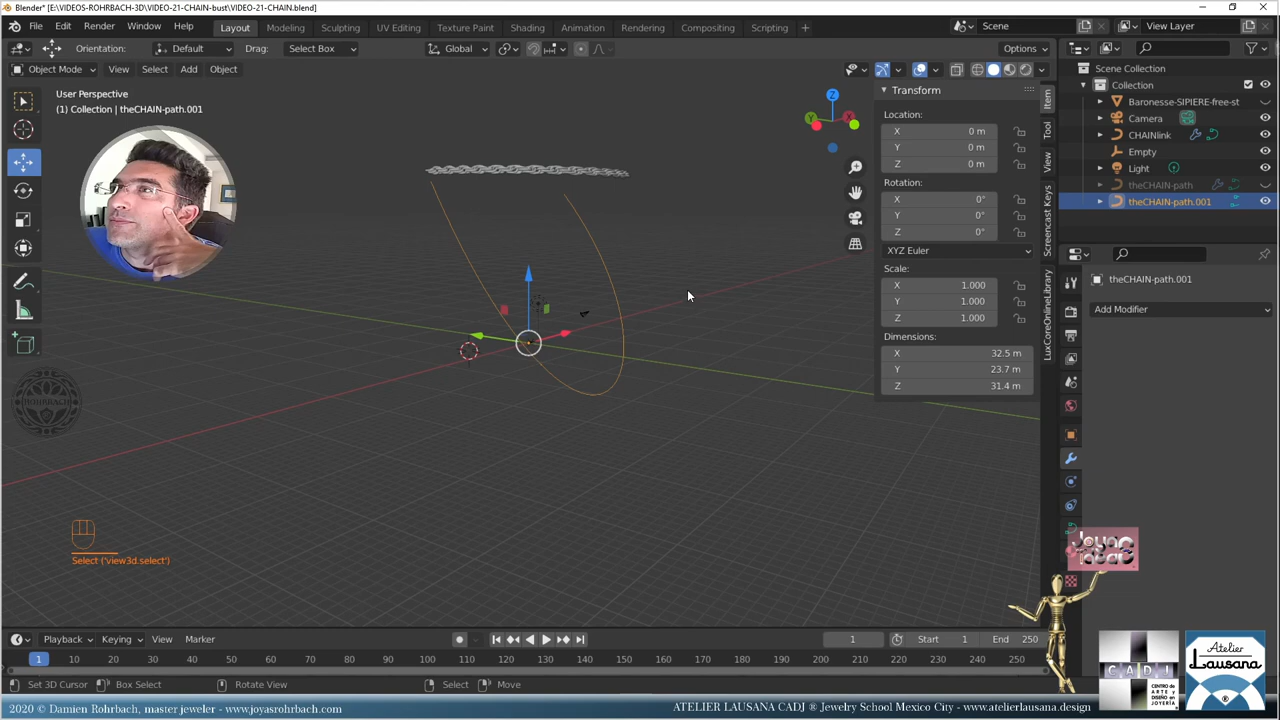 Blender* [E:\VIDEOS-ROHRBACH-3D\VIDEO-21-CHAIN-bust\VIDEO-21-CHAIN.blend]
File Edit Render Window Help Layout Modeling Sculpting UV Editing Texture Paint Shading Animation Rendering Compositing Scripting Scene View Layer
Orientation: Default Drag: Select Box Global Options
Object Mode View Select Add Object
User Perspective
(1) Collection | theCHAIN-path.001
Z
Y
X
Transform
Location:
X 0 m
Y 0 m
Z 0 m
Rotation:
X 0°
Y 0°
Z 0°
XYZ Euler
Scale:
X 1.000
Y 1.000
Z 1.000
Dimensions:
X 32.5 m
Y 23.7 m
Z 31.4 m
Item
Tool
View
Screencast Keys
LuxCoreOnlineLibrary
Scene Collection
Collection
Baronesse-SIPIERE-free-st
Camera
CHAINlink
Empty
Light
theCHAIN-path
theCHAIN-path.001
theCHAIN-path.001
Add Modifier
ROHRBACH
Select ('view3d.select')
Playback Keying View Marker 1 Start 1 End 250
1 10 20 30 40 50 60 70 80 90 100 110 120 130 140 150 160 170 180 190 200 210 220 230 240 250
Set 3D Cursor Box Select Rotate View Select Move
CADJ
CENTRO DE
ARTE Y
DISEÑO
EN
JOYERÍA
Atelier
Lausana
2020 © Damien Rohrbach, master jeweler - www.joyasrohrbach.com
ATELIER LAUSANA CADJ ® Jewelry School Mexico City - www.atelierlausana.design